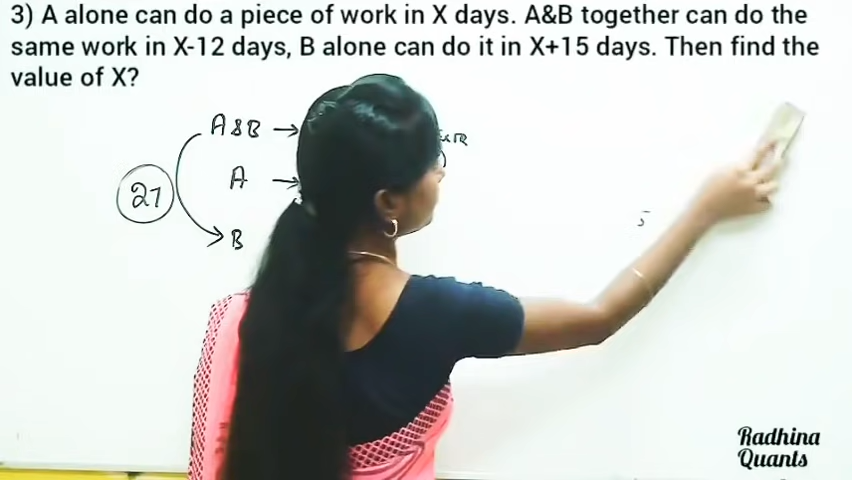 3) A alone can do a piece of work in X days. A&B together can do the
same work in X-12 days, B alone can do it in X+15 days. Then find the
value of X?
A&B →
A →
27
B
5
Radhina
Quants